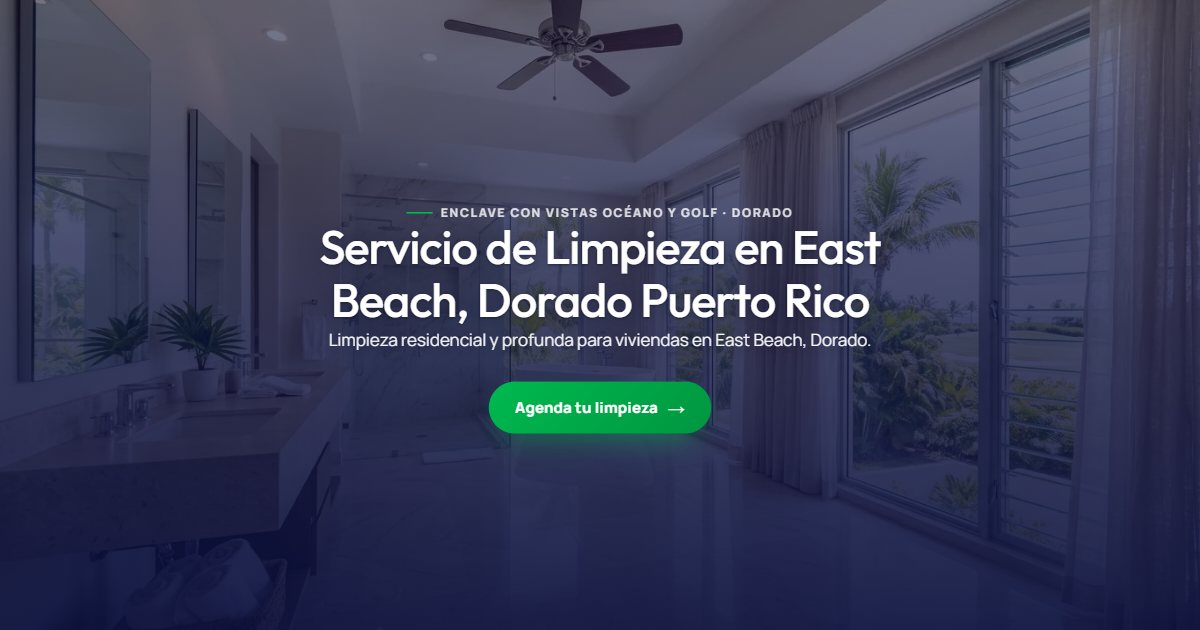 ENCLAVE CON VISTAS OCÉANO Y GOLF · DORADO
Servicio de Limpieza en East
Beach, Dorado Puerto Rico
Limpieza residencial y profunda para viviendas en East Beach, Dorado.
Agenda tu limpieza →